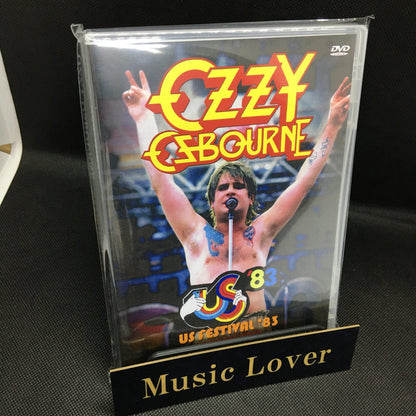 DVD
OZZY
OSBOURNE
US '83
US FESTIVAL '83
Music Lover